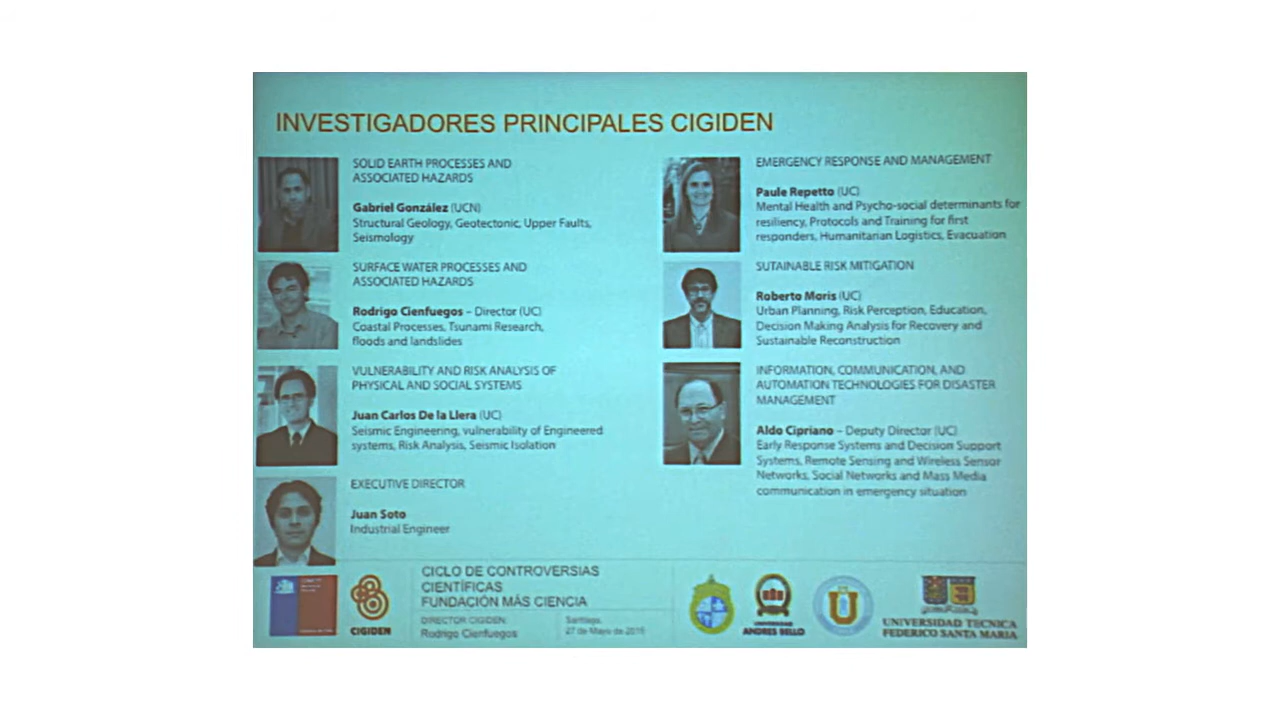 INVESTIGADORES PRINCIPALES CIGIDEN
SOLID EARTH PROCESSES AND
ASSOCIATED HAZARDS
Gabriel González (UCN)
Structural Geology, Geotectonic, Upper Faults,
Seismology
SURFACE WATER PROCESSES AND
ASSOCIATED HAZARDS
Rodrigo Cienfuegos – Director (UC)
Coastal Processes, Tsunami Research,
floods and landslides
VULNERABILITY AND RISK ANALYSIS OF
PHYSICAL AND SOCIAL SYSTEMS
Juan Carlos De la Llera (UC)
Seismic Engineering, vulnerability of Engineered
systems, Risk Analysis, Seismic Isolation
EXECUTIVE DIRECTOR
Juan Soto
Industrial Engineer
EMERGENCY RESPONSE AND MANAGEMENT
Paule Repetto (UC)
Mental Health and Psycho-social determinants for
resiliency, Protocols and Training for first
responders, Humanitarian Logistics, Evacuation
SUTAINABLE RISK MITIGATION
Roberto Moris (UC)
Urban Planning, Risk Perception, Education,
Decision Making Analysis for Recovery and
Sustainable Reconstruction
INFORMATION, COMMUNICATION, AND
AUTOMATION TECHNOLOGIES FOR DISASTER
MANAGEMENT
Aldo Cipriano – Deputy Director (UC)
Early Response Systems and Decision Support
Systems, Remote Sensing and Wireless Sensor
Networks, Social Networks and Mass Media
communication in emergency situation
CIGIDEN
CICLO DE CONTROVERSIAS
CIENTÍFICAS
FUNDACIÓN MÁS CIENCIA
DIRECTOR CIGIDEN:
Rodrigo Cienfuegos
Santiago,
27 de Mayo de
UNIVERSIDAD
ANDRES BELLO
UNIVERSIDAD TECNICA
FEDERICO SANTA MARIA